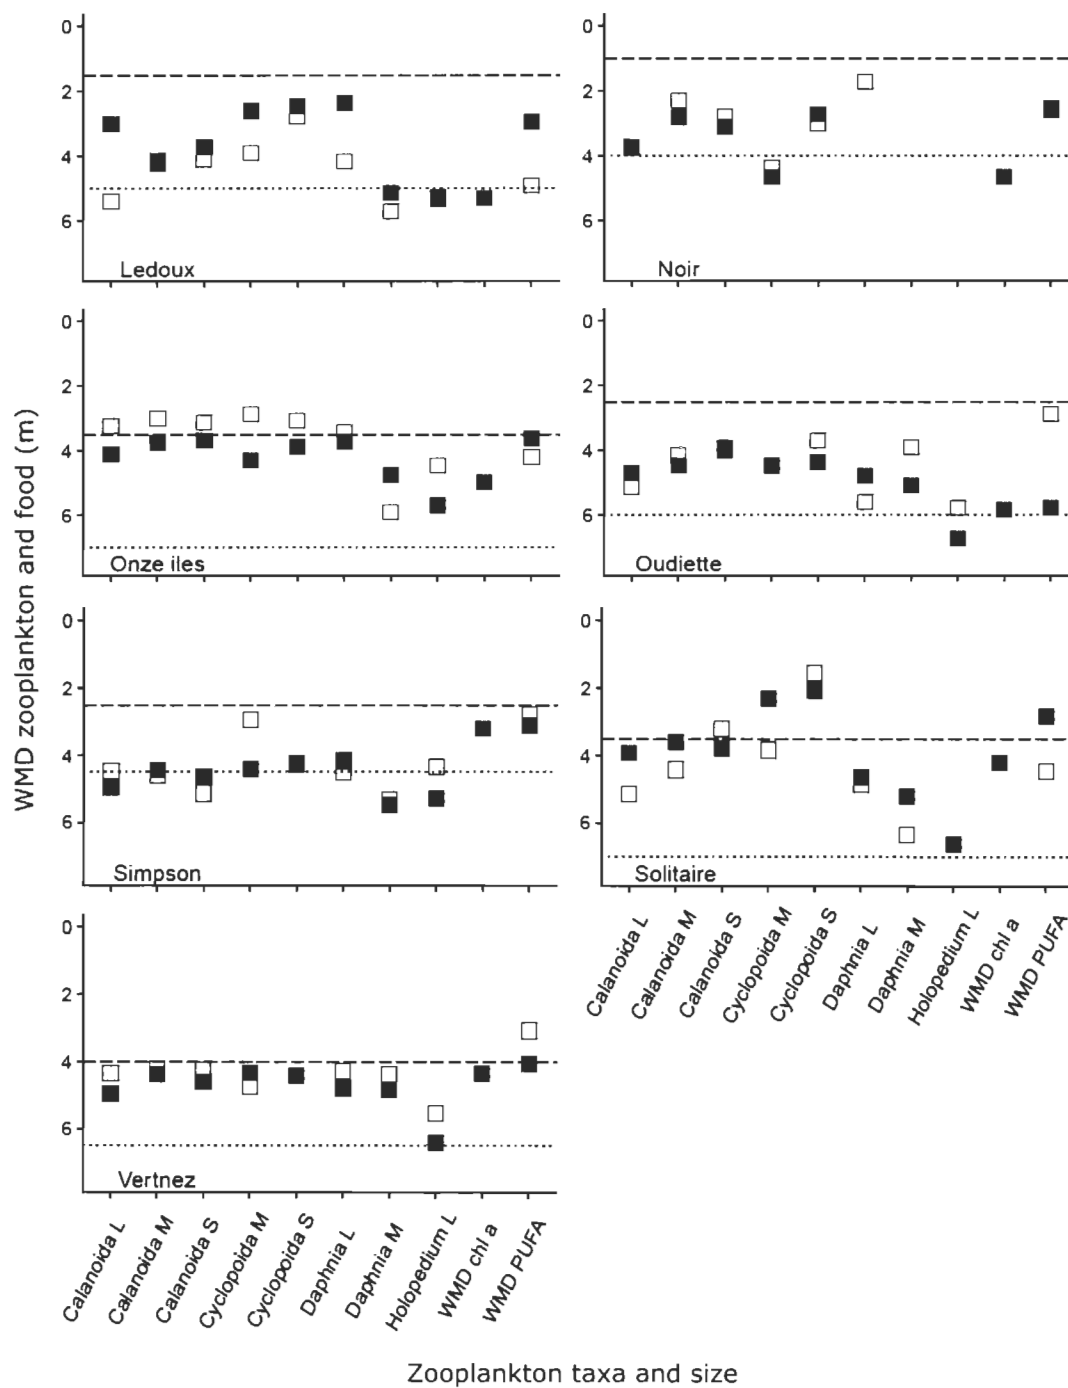 0
2
4
6
Ledoux
0
2
4
6
Noir
0
2
4
6
Onze iles
0
2
4
6
Oudiette
0
2
4
6
Simpson
0
2
4
6
Solitaire
Calanoida L
Calanoida M
Calanoida S
Cyclopoida M
Cyclopoida S
Daphnia L
Daphnia M
Holopedium L
WMD chl a
WMD PUFA
0
2
4
6
Vertnez
Calanoida L
Calanoida M
Calanoida S
Cyclopoida M
Cyclopoida S
Daphnia L
Daphnia M
Holopedium L
WMD chl a
WMD PUFA
WMD zooplankton and food (m)
Zooplankton taxa and size